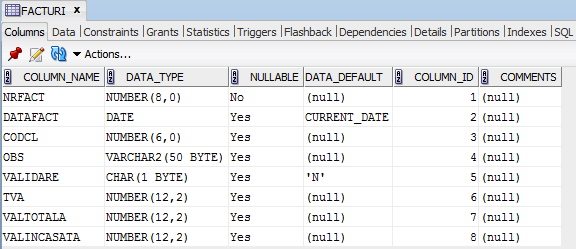 FACTURI x
Columns Data Constraints Grants Statistics Triggers Flashback Dependencies Details Partitions Indexes SQL
Actions...
COLUMN_NAME DATA_TYPE NULLABLE DATA_DEFAULT COLUMN_ID COMMENTS
NRFACT NUMBER(8,0) No (null) 1 (null)
DATAFACT DATE Yes CURRENT_DATE 2 (null)
CODCL NUMBER(6,0) Yes (null) 3 (null)
OBS VARCHAR2(50 BYTE) Yes (null) 4 (null)
VALIDARE CHAR(1 BYTE) Yes 'N' 5 (null)
TVA NUMBER(12,2) Yes (null) 6 (null)
VALTOTALA NUMBER(12,2) Yes (null) 7 (null)
VALINCASATA NUMBER(12,2) Yes (null) 8 (null)